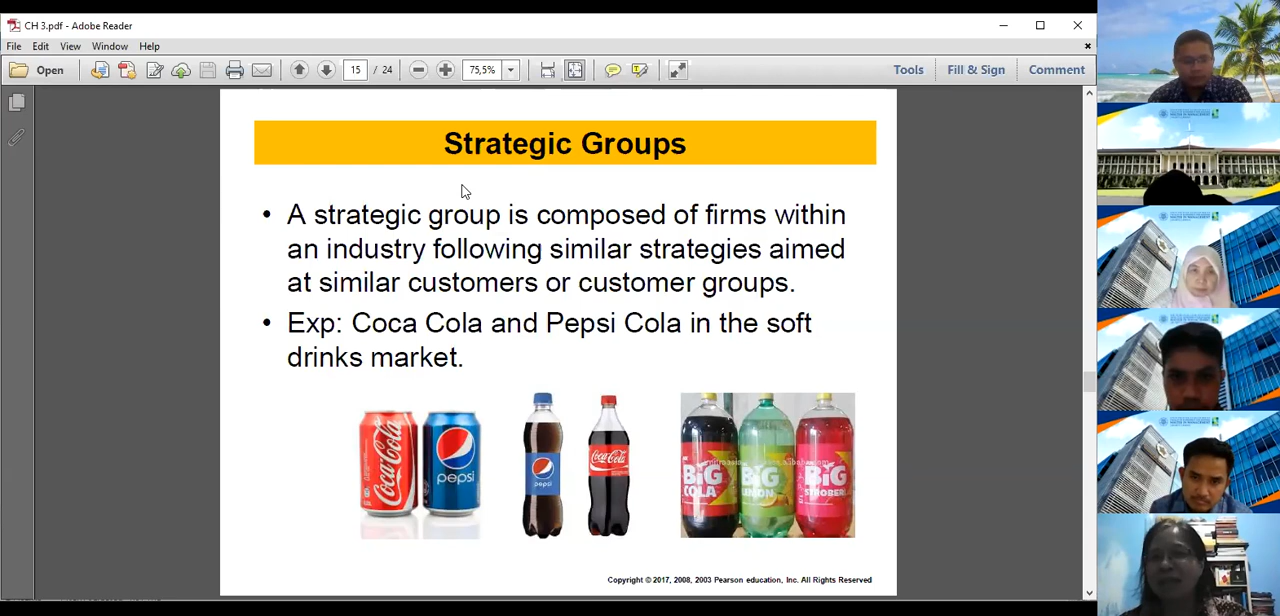 CH 3.pdf - Adobe Reader
File Edit View Window Help
Open 15 / 24 75,5% Tools Fill & Sign Comment
Strategic Groups
• A strategic group is composed of firms within
an industry following similar strategies aimed
at similar customers or customer groups.
• Exp: Coca Cola and Pepsi Cola in the soft
drinks market.
Coca-Cola
pepsi
pepsi
Coca-Cola
BIG
COLA
BIG
BIG
Copyright © 2017, 2008, 2003 Pearson education, Inc. All Rights Reserved